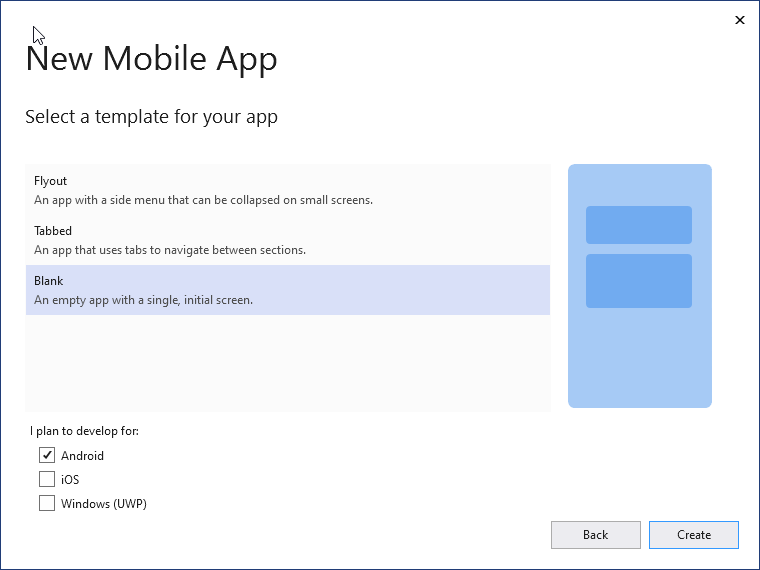 New Mobile App
Select a template for your app
Flyout
An app with a side menu that can be collapsed on small screens.
Tabbed
An app that uses tabs to navigate between sections.
Blank
An empty app with a single, initial screen.
I plan to develop for:
Android
iOS
Windows (UWP)
Back
Create